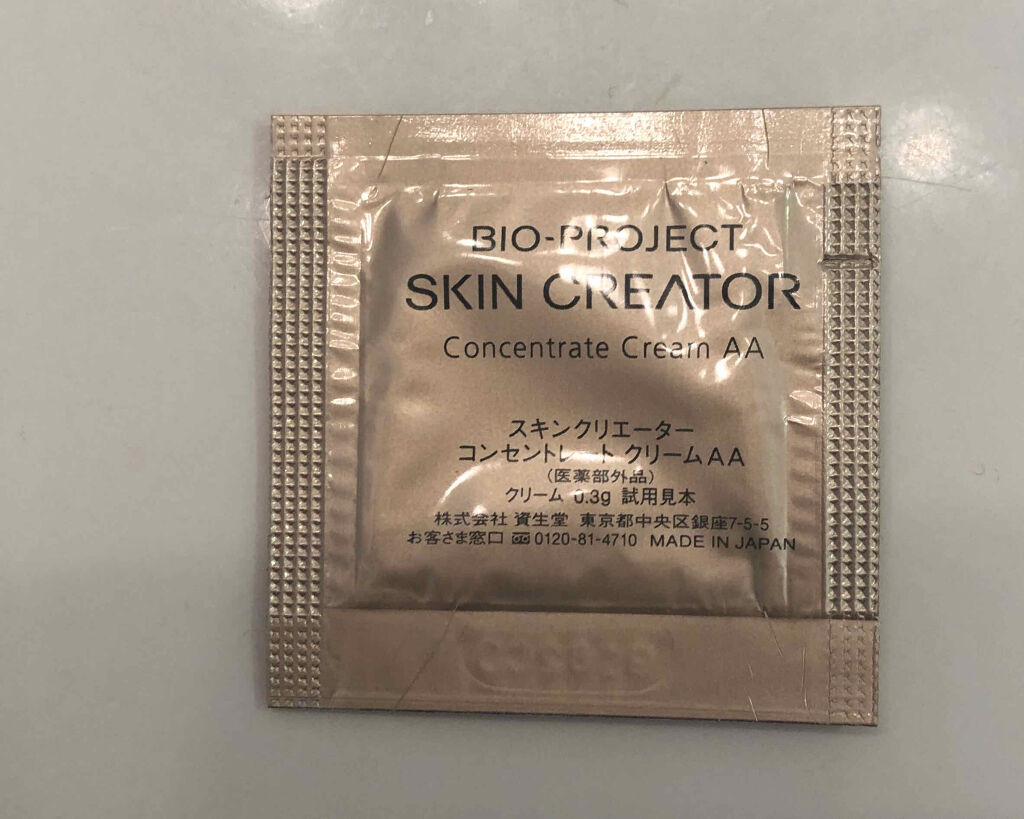 BIO-PROJECT
SKIN CREATOR
Concentrate Cream AA
スキンクリエーター
コンセントレート クリームAA
(医薬部外品)
クリーム 0.3g 試用見本
株式会社 資生堂 東京都中央区銀座7-5-5
お客さま窓口 0120-81-4710 MADE IN JAPAN